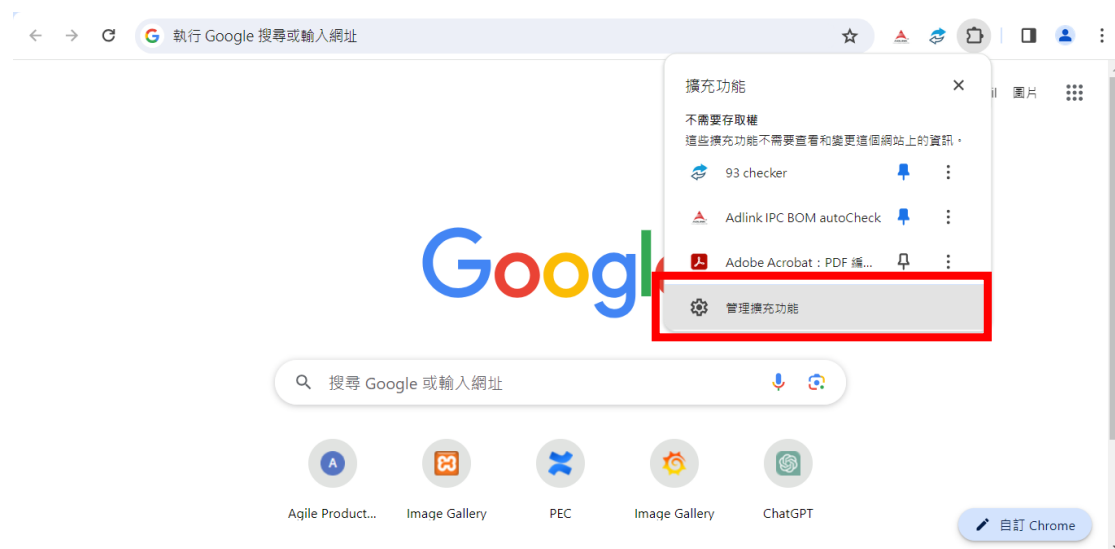 執行 Google 搜尋或輸入網址
擴充功能
il 圖片
不需要存取權
這些擴充功能不需要查看和變更這個網站上的資訊。
93 checker
Adlink IPC BOM autoCheck
Adobe Acrobat：PDF 編...
管理擴充功能
Googl
搜尋 Google 或輸入網址
A
Agile Product...
Image Gallery
PEC
Image Gallery
ChatGPT
自訂 Chrome